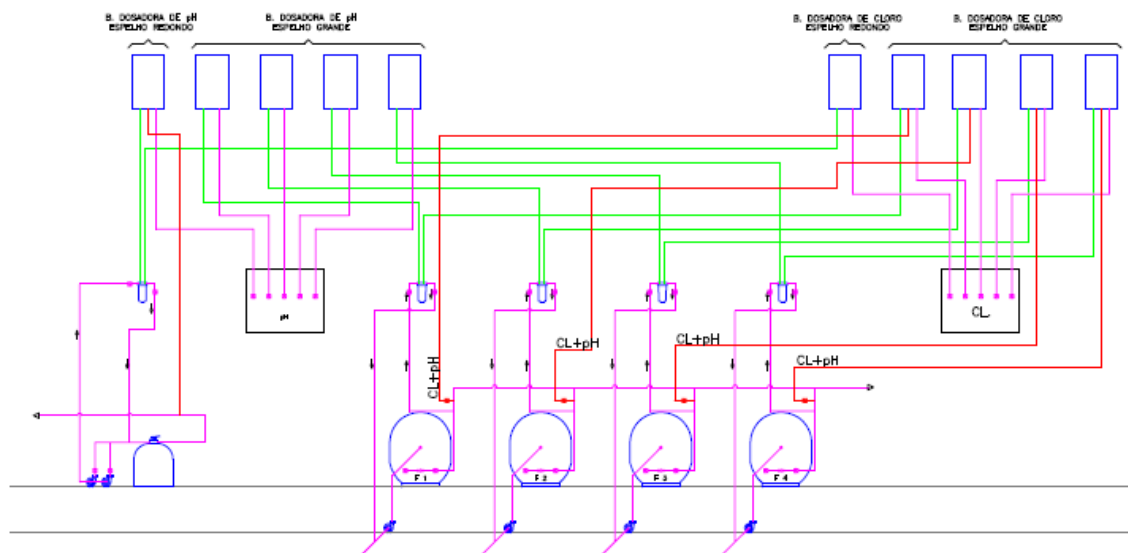 B. DOSADORA DE pH
ESPELHO REDONDO
B. DOSADORA DE pH
ESPELHO GRANDE
B. DOSADORA DE CLORO
ESPELHO REDONDO
B. DOSADORA DE CLORO
ESPELHO GRANDE
pH
CL.
CL+pH
CL+pH
CL+pH
CL+pH
F 1
F 2
F 3
F 4